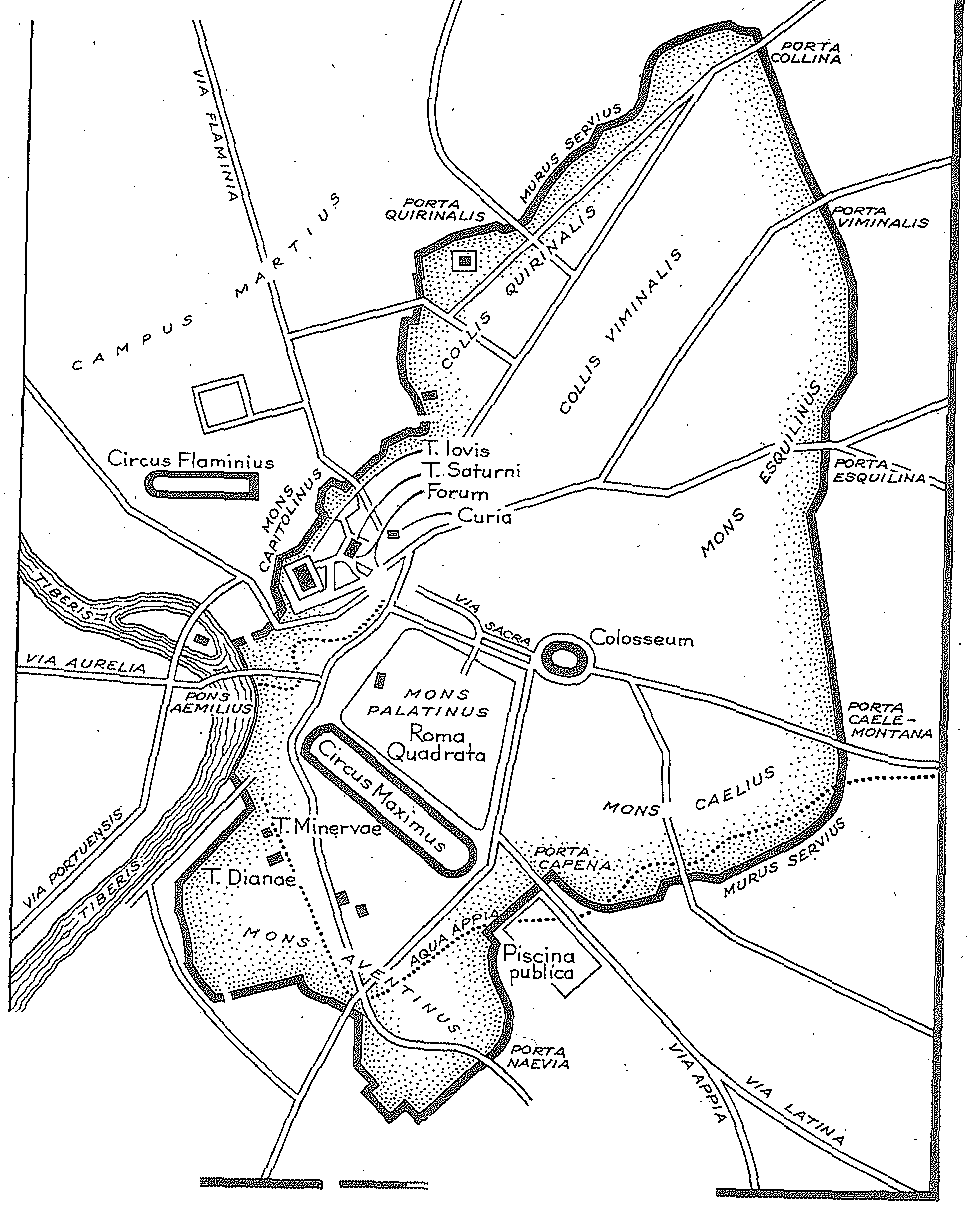 PORTA
COLLINA
VIA FLAMINIA
MURUS SERVIUS
PORTA
QUIRINALIS
PORTA
VIMINALIS
CAMPUS MARTIUS
COLLIS QUIRINALIS
COLLIS VIMINALIS
T. Iovis
T. Saturni
Forum
Curia
Circus Flaminius
MONS
CAPITOLINUS
MONS ESQUILINUS
PORTA
ESQUILINA
TIBERIS
VIA SACRA
Colosseum
VIA AURELIA
PONS
AEMILIUS
MONS
PALATINUS
Roma
Quadrata
PORTA
CAELE-
MONTANA
Circus Maximus
MONS CAELIUS
VIA PORTUENSIS
TIBERIS
T. Minervae
T. Dianae
PORTA
CAPENA
MURUS SERVIUS
MONS AVENTINUS
AQUA APPIA
Piscina
publica
PORTA
NAEVIA
VIA APPIA
VIA LATINA